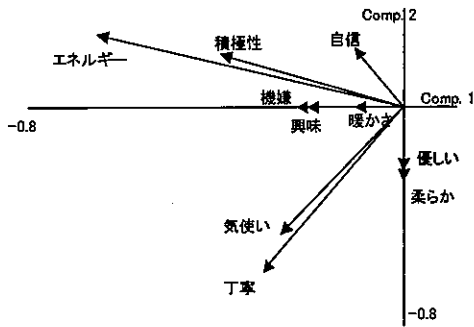 Comp. 2
自信
積極性
エネルギー
Comp. 1
機嫌
暖かさ
興味
-0.8
優しい
柔らか
気使い
丁寧
-0.8